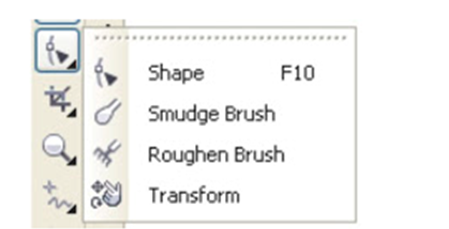 Shape F10
Smudge Brush
Roughen Brush
Transform